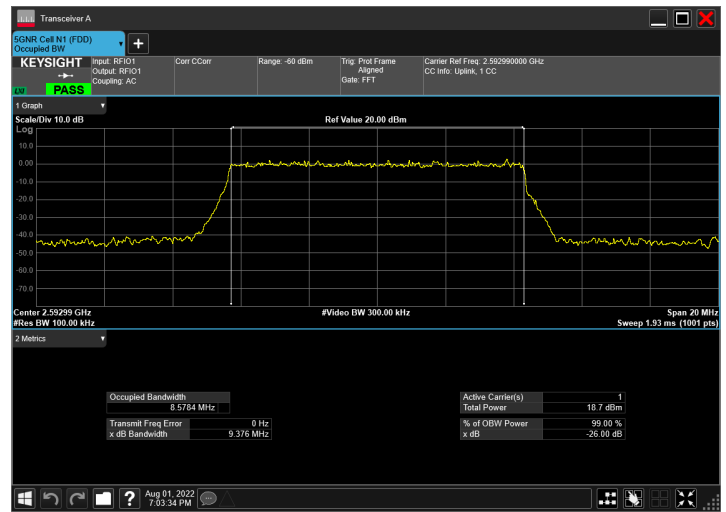 Transceiver A
5GNR Cell N1 (FDD)
Occupied BW
KEYSIGHT
LXI
PASS
Input: RFIO1
Output: RFIO1
Coupling: AC
Corr CCorr
Range: -60 dBm
Trig: Prot Frame
Aligned
Gate: FFT
Carrier Ref Freq: 2.592990000 GHz
CC Info: Uplink, 1 CC
1 Graph
Scale/Div 10.0 dB
Ref Value 20.00 dBm
Log
10.0
0.00
-10.0
-20.0
-30.0
-40.0
-50.0
-60.0
-70.0
Center 2.59299 GHz
#Video BW 300.00 kHz
Span 20 MHz
#Res BW 100.00 kHz
Sweep 1.93 ms (1001 pts)
2 Metrics
Occupied Bandwidth
8.5784 MHz
Transmit Freq Error 0 Hz
x dB Bandwidth 9.376 MHz
Active Carrier(s) 1
Total Power 18.7 dBm
% of OBW Power 99.00 %
x dB -26.00 dB
?
Aug 01, 2022
7:03:34 PM